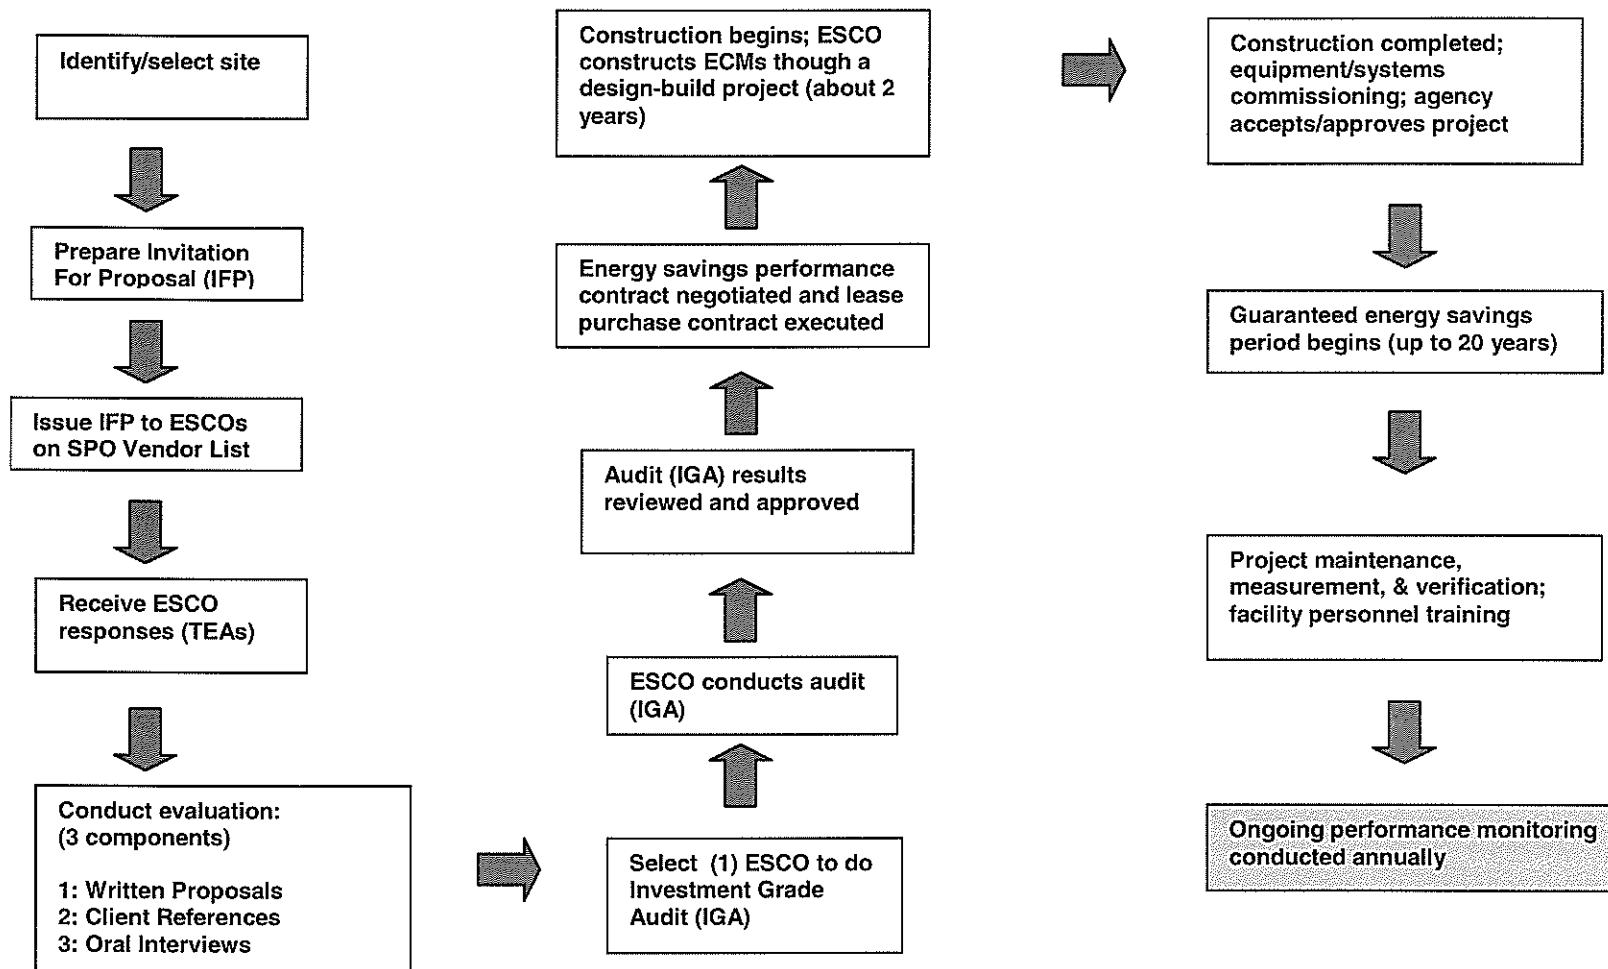 Identify/select site
Prepare Invitation
For Proposal (IFP)
Issue IFP to ESCOs
on SPO Vendor List
Receive ESCO
responses (TEAs)
Conduct evaluation:
(3 components)
1: Written Proposals
2: Client References
3: Oral Interviews
Select (1) ESCO to do
Investment Grade
Audit (IGA)
ESCO conducts audit
(IGA)
Audit (IGA) results
reviewed and approved
Energy savings performance
contract negotiated and lease
purchase contract executed
Construction begins; ESCO
constructs ECMs though a
design-build project (about 2
years)
Construction completed;
equipment/systems
commissioning; agency
accepts/approves project
Guaranteed energy savings
period begins (up to 20 years)
Project maintenance,
measurement, & verification;
facility personnel training
Ongoing performance monitoring
conducted annually